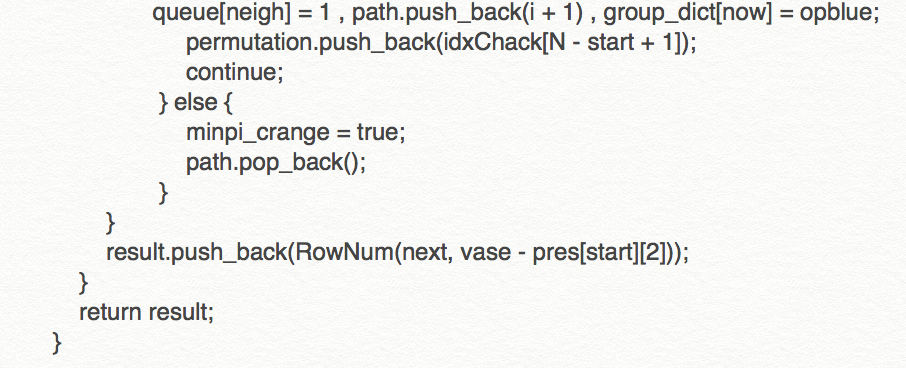 queue[neigh] = 1 , path.push_back(i + 1) , group_dict[now] = opblue;
permutation.push_back(idxChack[N - start + 1]);
continue;
} else {
minpi_crange = true;
path.pop_back();
}
}
result.push_back(RowNum(next, vase - pres[start][2]));
}
return result;
}